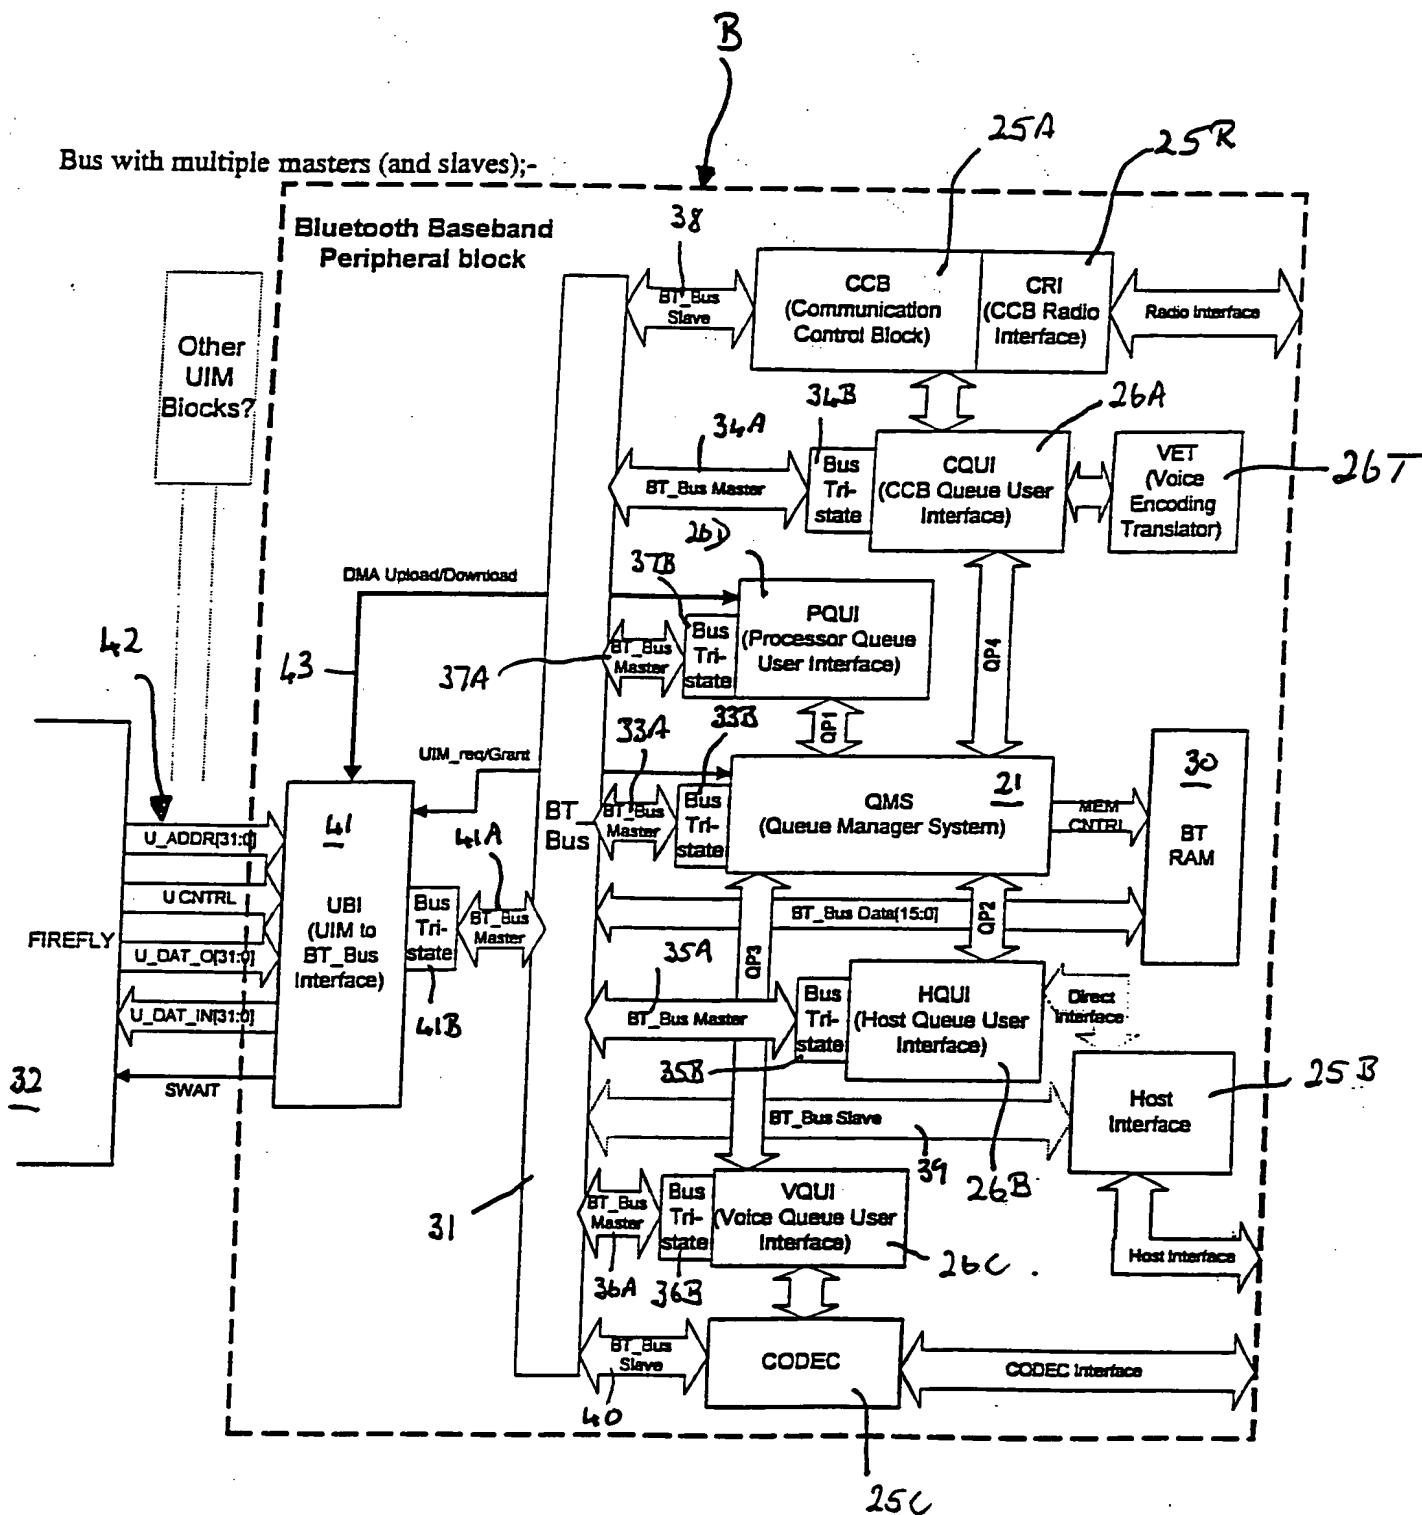 B
25A
25R
Bus with multiple masters (and slaves);-
Bluetooth Baseband
Peripheral block
38
BT_Bus
Slave
CCB
(Communication
Control Block)
CRI
(CCB Radio
Interface)
Radio Interface
Other
UIM
Blocks?
34A
34B
26A
BT_Bus Master
Bus
Tri-
state
CQUI
(CCB Queue User
Interface)
VET
(Voice
Encoding
Translator)
26T
26D
DMA Upload/Download
37B
42
43
37A
BT_Bus
Master
Bus
Tri-
state
PQUI
(Processor Queue
User Interface)
QP4
QP1
33A
33B
UIM_req/Grant
BT_
Bus
BT_Bus
Master
Bus
Tri-
state
QMS
(Queue Manager System)
21
MEM
CNTRL
30
BT
RAM
U_ADDR[31:0]
U CNTRL
FIREFLY
U_DAT_O[31:0]
U_DAT_IN[31:0]
SWAIT
32
41
UBI
(UIM to
BT_Bus
Interface)
41A
Bus
Tri-
state
BT_Bus
Master
41B
BT_Bus Data[15:0]
QP3
QP2
35A
BT_Bus Master
Bus
Tri-
state
35B
HQUI
(Host Queue User
Interface)
Direct
Interface
25B
Host
Interface
BT_Bus Slave
39
26B
31
BT_Bus
Master
36A
Bus
Tri-
state
36B
VQUI
(Voice Queue User
Interface)
26C
Host Interface
BT_Bus
Slave
40
CODEC
CODEC Interface
25C